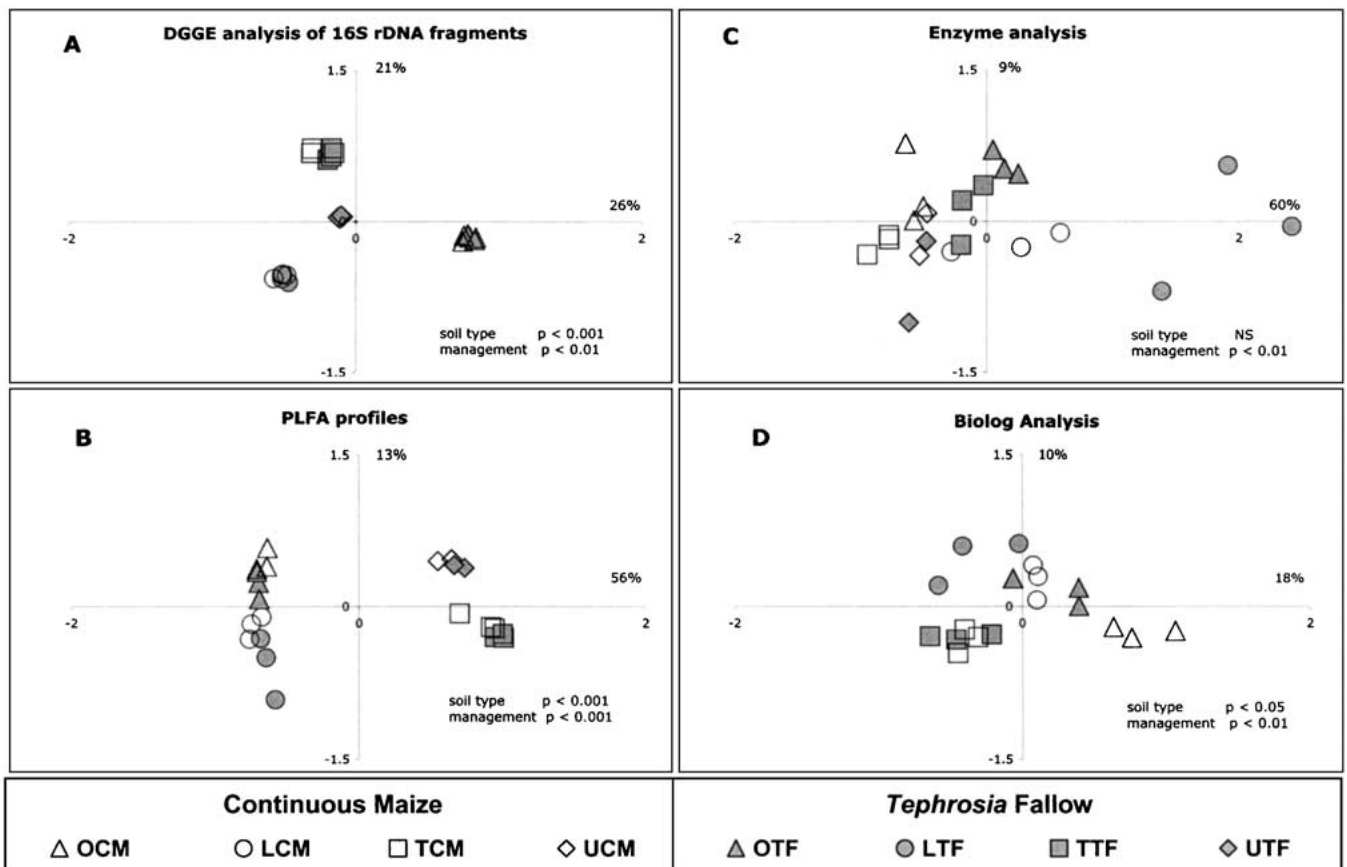 A
DGGE analysis of 16S rDNA fragments
1.5
21%
26%
-2
0
0
2
soil type p < 0.001
management p < 0.01
-1.5
C
Enzyme analysis
1.5
9%
60%
-2
0
0
2
soil type NS
management p < 0.01
-1.5
B
PLFA profiles
1.5
13%
56%
-2
0
0
2
soil type p < 0.001
management p < 0.001
-1.5
D
Biolog Analysis
1.5
10%
18%
-2
0
0
2
soil type p < 0.05
management p < 0.01
-1.5
Continuous Maize
OCM LCM TCM UCM
Tephrosia Fallow
OTF LTF TTF UTF